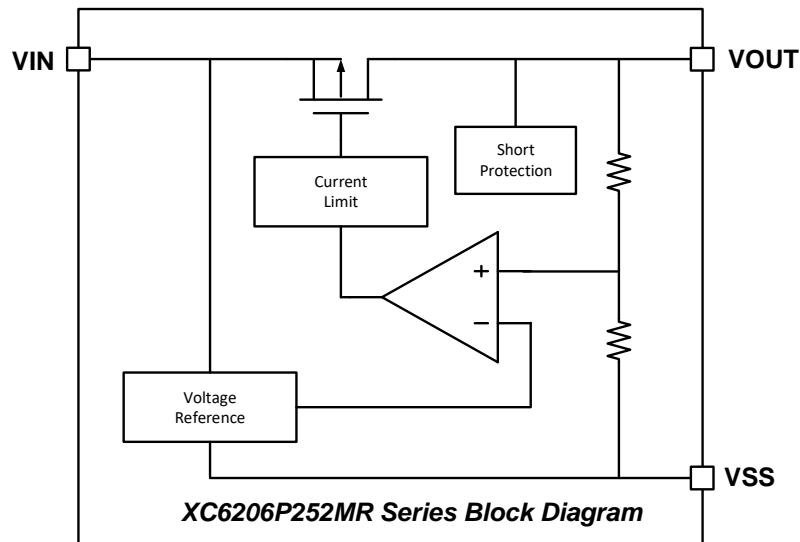 VIN
VOUT
Short
Protection
Current
Limit
+
−
Voltage
Reference
VSS
XC6206P252MR Series Block Diagram